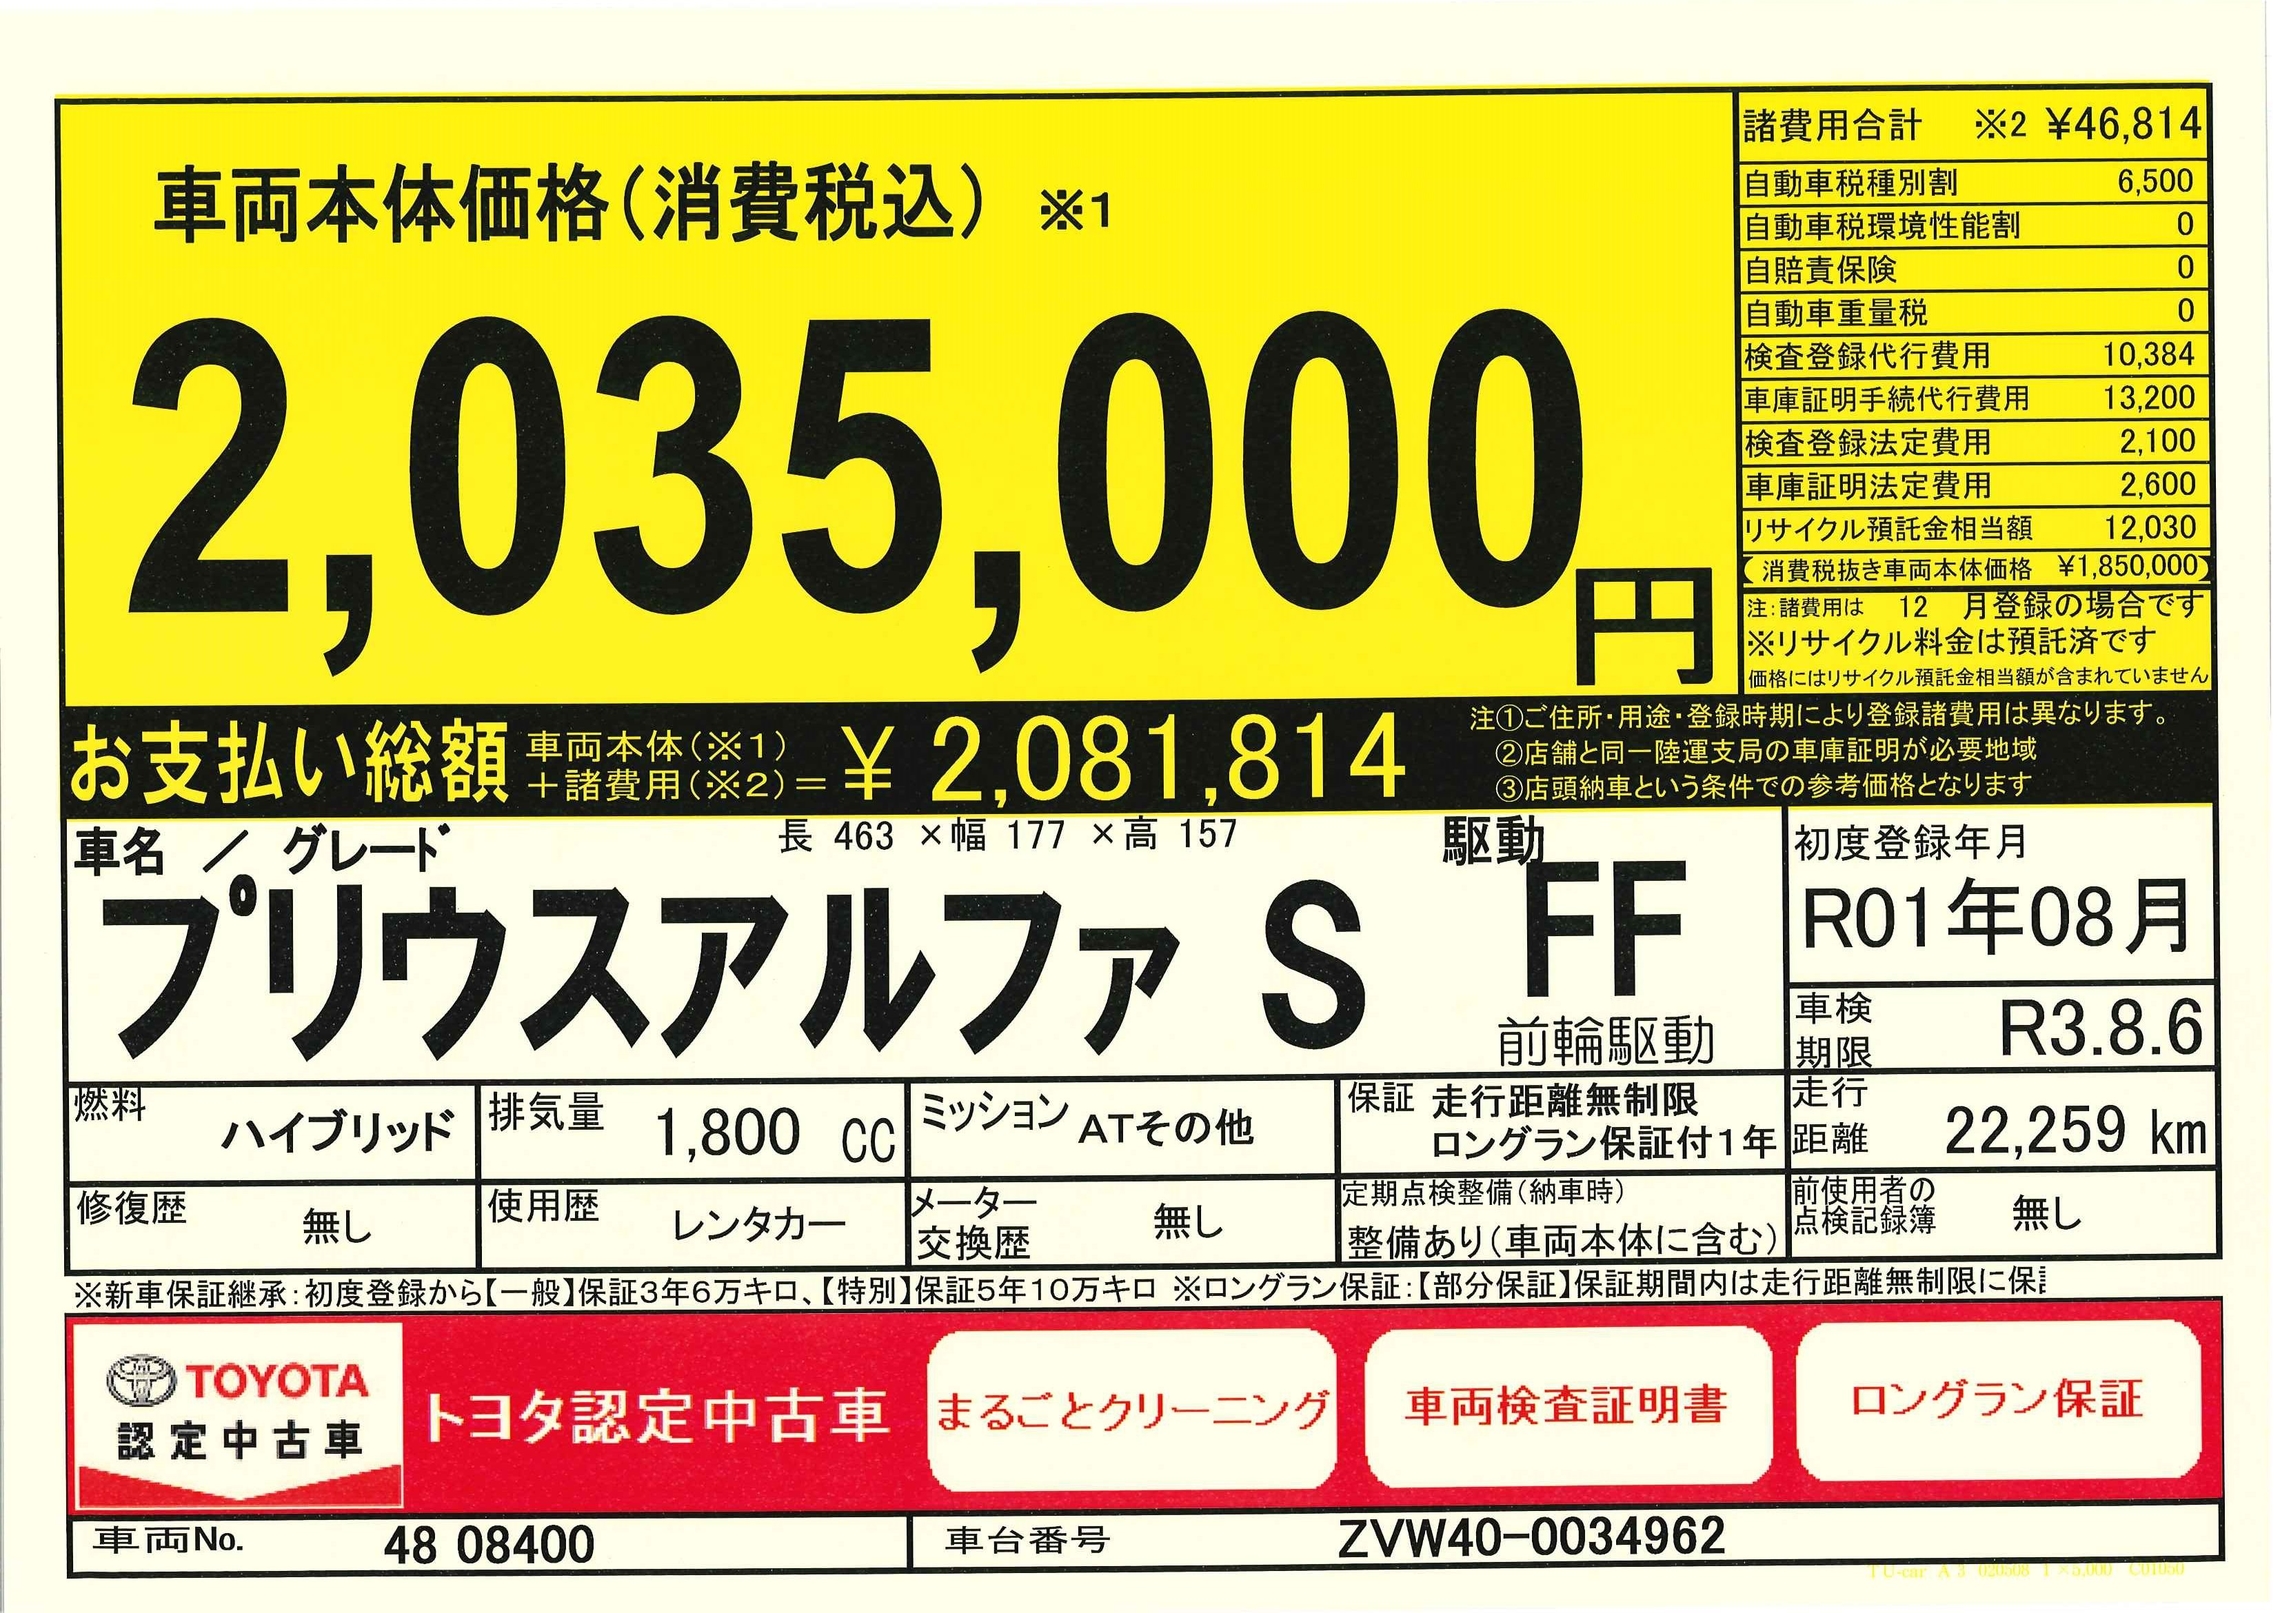 車両本体価格(消費税込) ※1
2,035,000円
諸費用合計 ※2 ¥46,814
自動車税種別割 6,500
自動車税環境性能割 0
自賠責保険 0
自動車重量税 0
検査登録代行費用 10,384
車庫証明手続代行費用 13,200
検査登録法定費用 2,100
車庫証明法定費用 2,600
リサイクル預託金相当額 12,030
( 消費税抜き車両本体価格 ¥1,850,000)
注:諸費用は 12 月登録の場合です
※リサイクル料金は預託済です
価格にはリサイクル預託金相当額が含まれていません
お支払い総額 車両本体(※1)
+諸費用(※2)= ¥ 2,081,814
注①ご住所・用途・登録時期により登録諸費用は異なります。
②店舗と同一陸運支局の車庫証明が必要地域
③店頭納車という条件での参考価格となります
車名 / グレード
長 463 ×幅 177 ×高 157
プリウスアルファ S
駆動
FF
前輪駆動
初度登録年月
R01年08月
車検期限 R3.8.6
燃料 ハイブリッド
排気量 1,800 CC
ミッション ATその他
保証 走行距離無制限
ロングラン保証付1年
走行距離 22,259 km
修復歴 無し
使用歴 レンタカー
メーター交換歴 無し
定期点検整備(納車時)
整備あり(車両本体に含む)
前使用者の点検記録簿 無し
※新車保証継承:初度登録から【一般】保証3年6万キロ、【特別】保証5年10万キロ ※ロングラン保証:【部分保証】保証期間内は走行距離無制限に保
TOYOTA
認定中古車
トヨタ認定中古車
まるごとクリーニング
車両検査証明書
ロングラン保証
車両No. 48 08400
車台番号 ZVW40-0034962
TU-car A3 020508 1×5,000 C01050